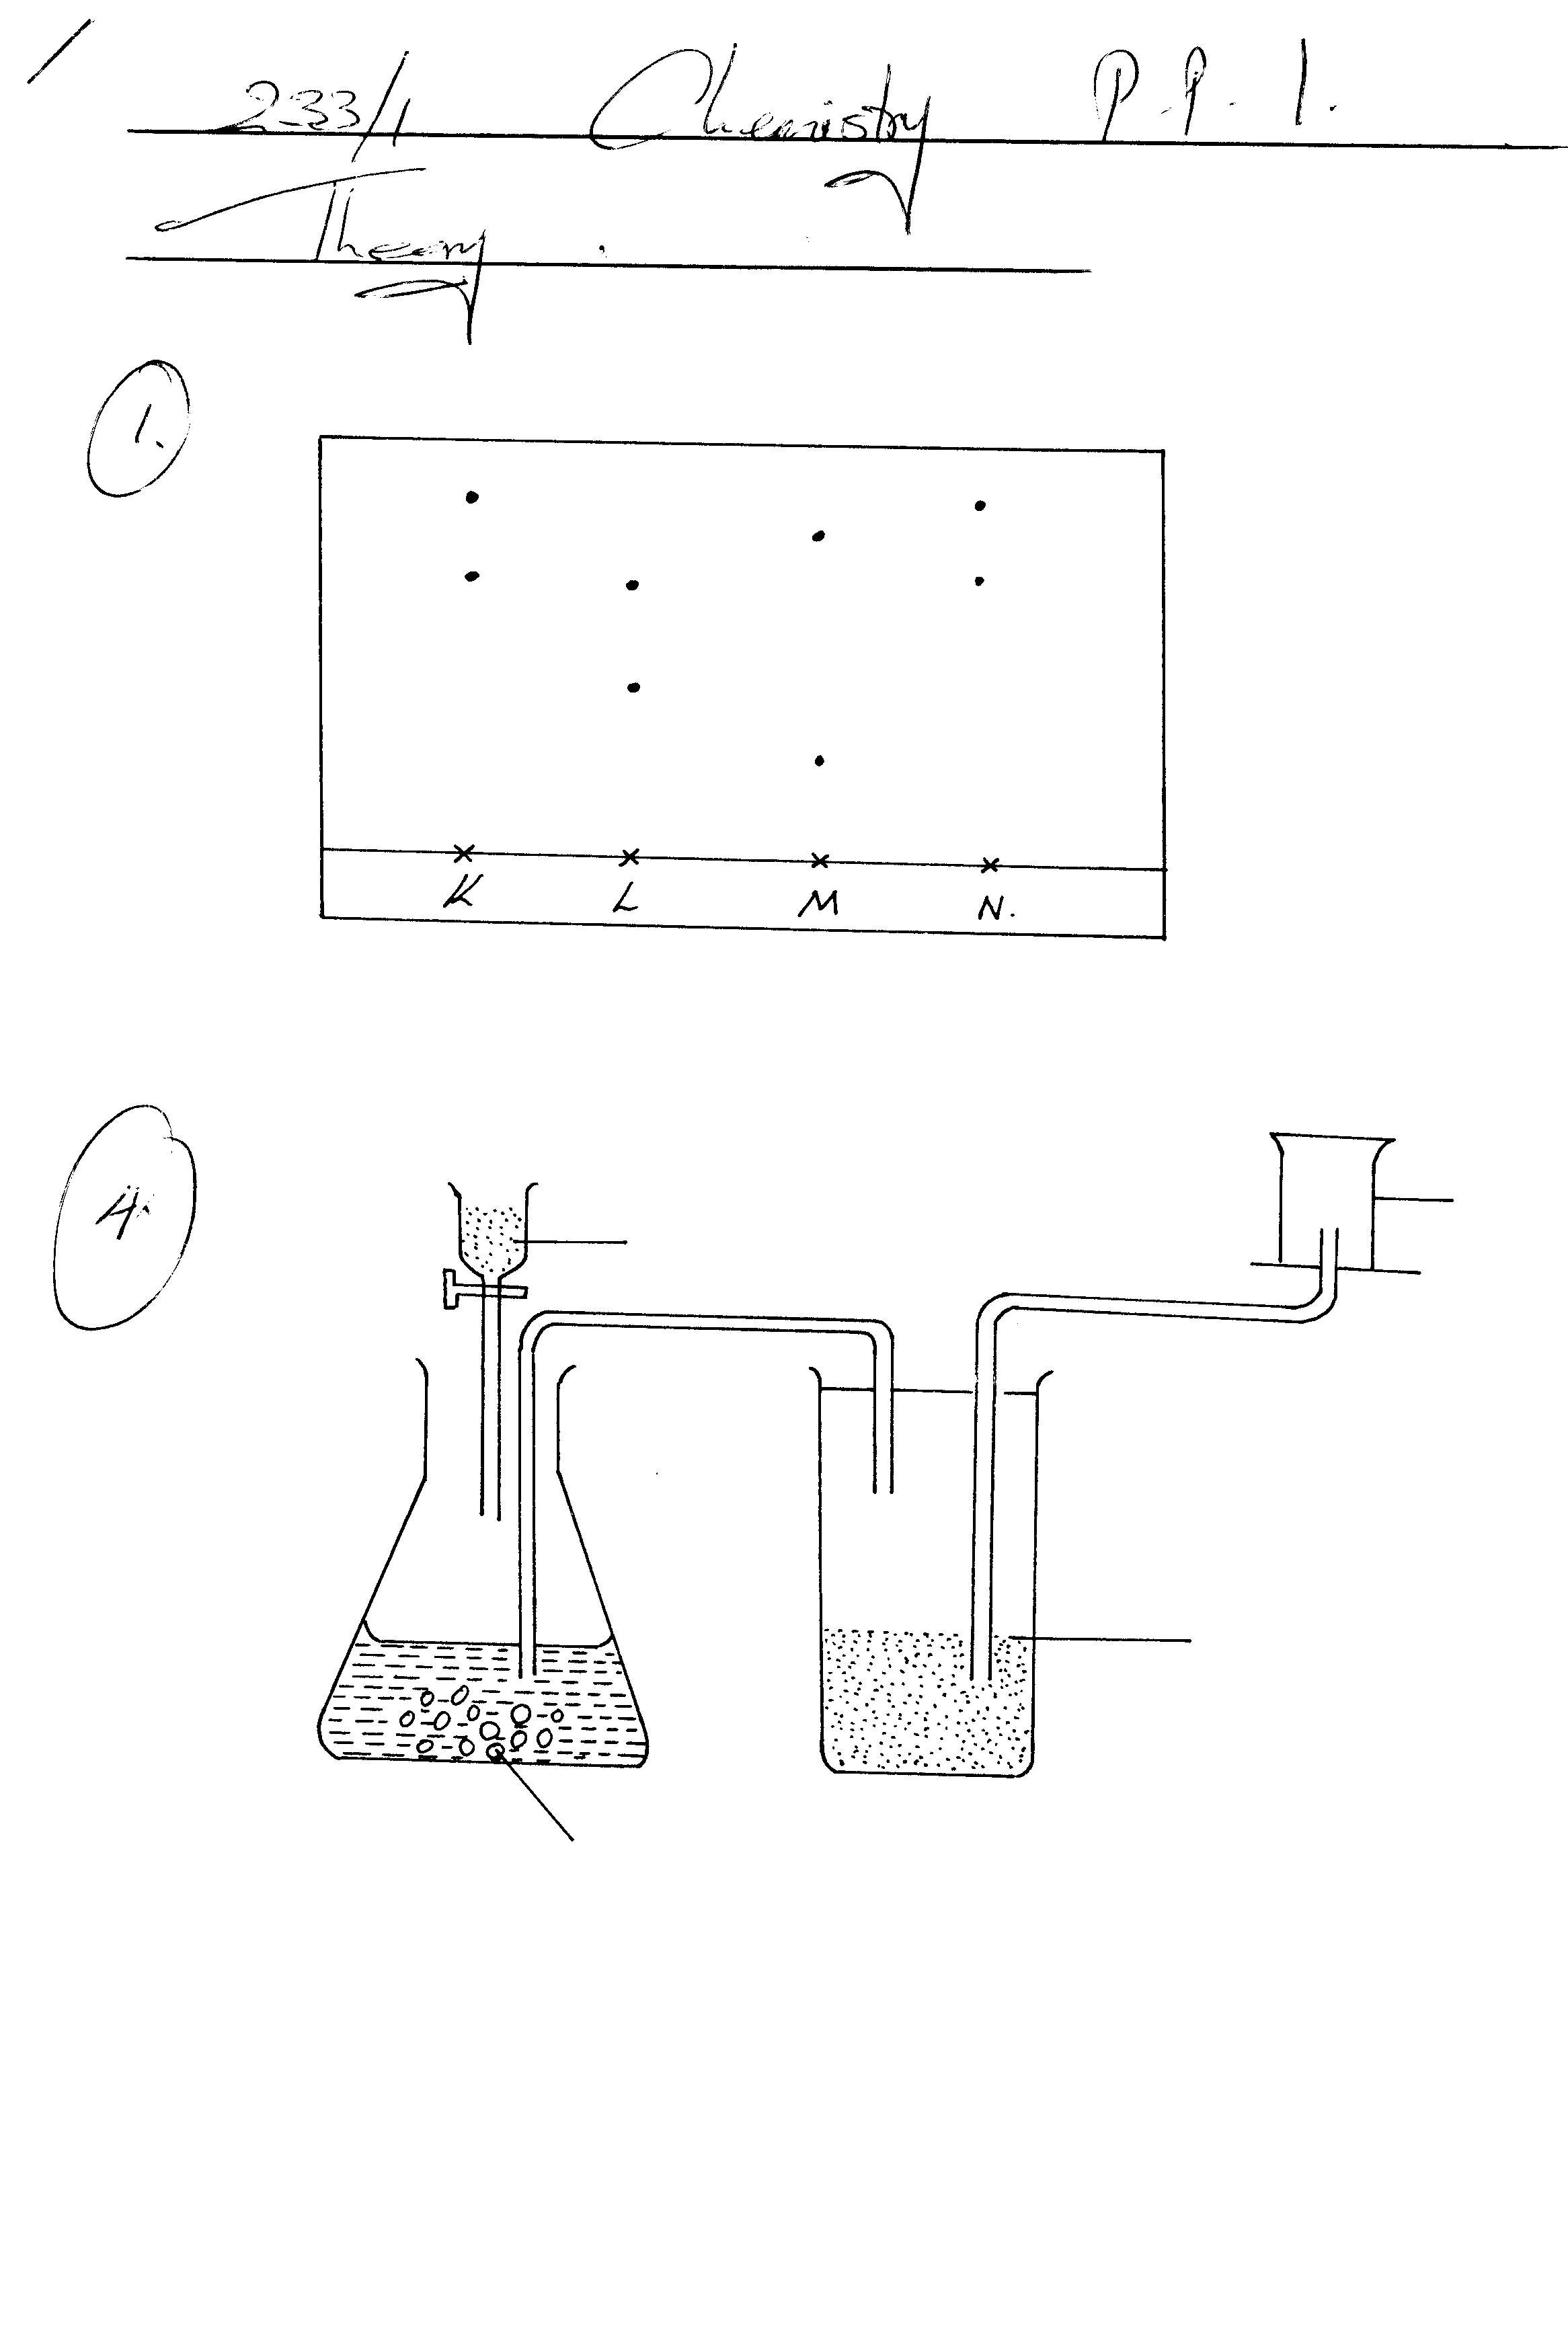 233/1 Chemistry P.P. 1.
Theory
1.
K L M N.
4.